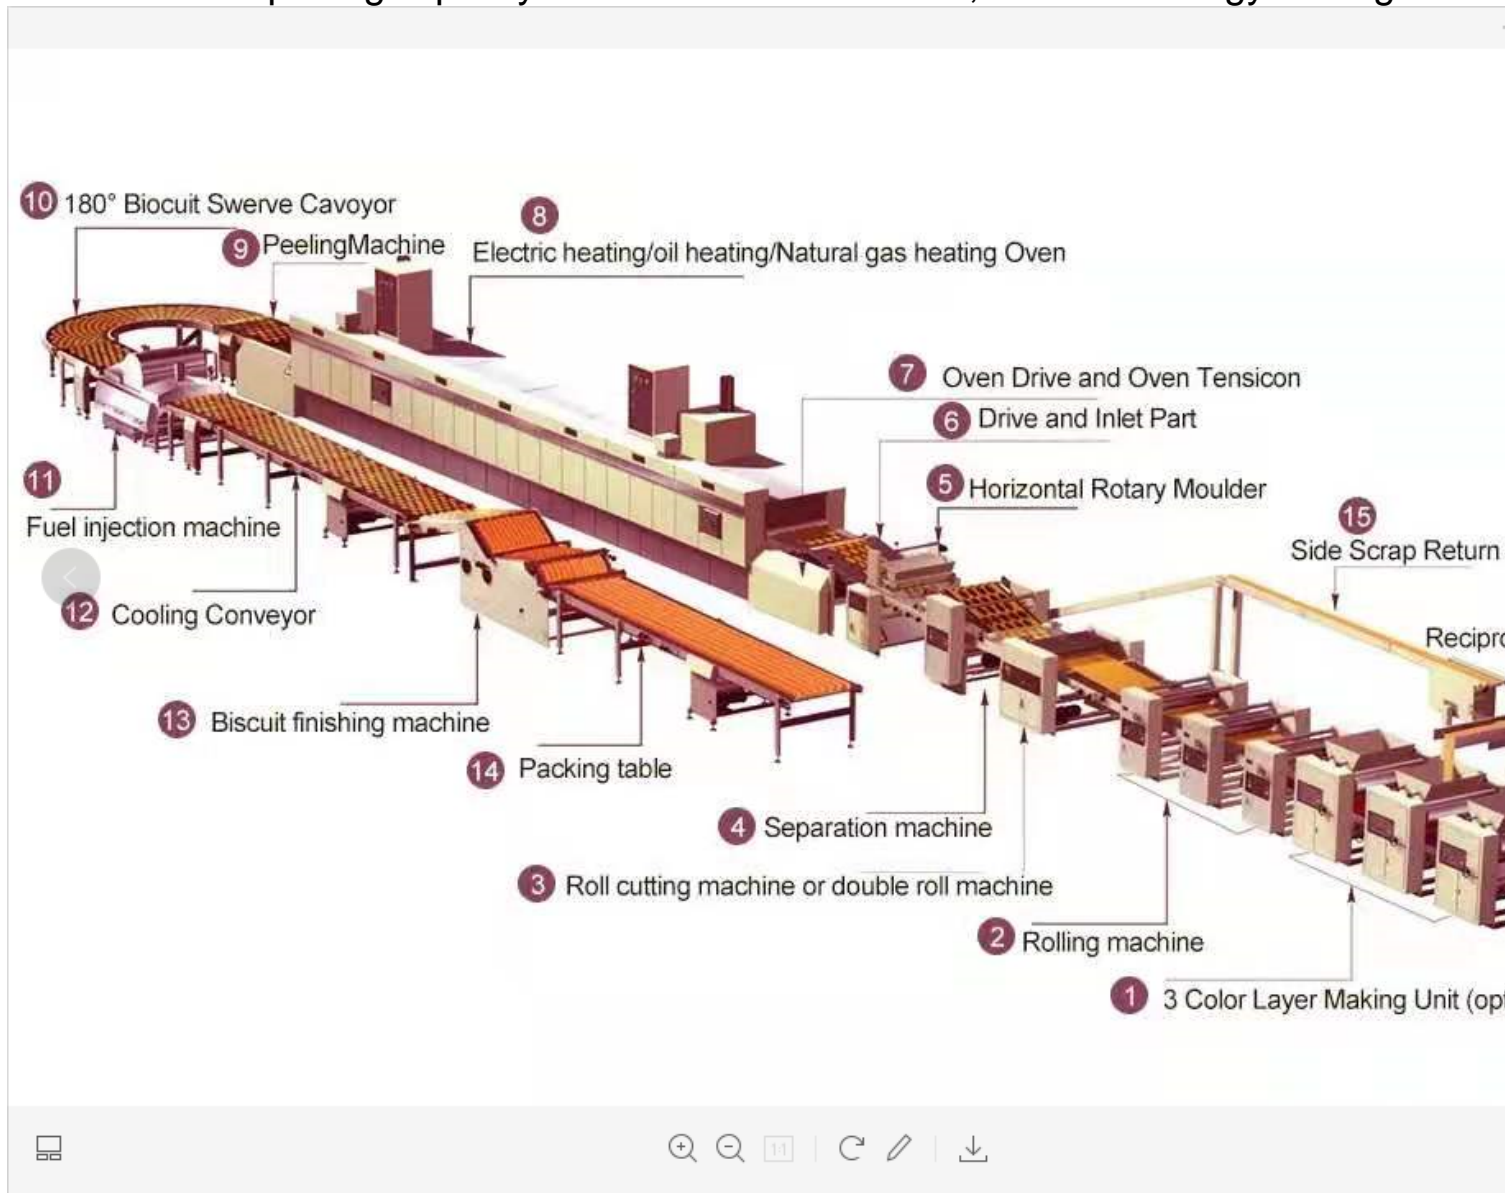 10 180° Biocuit Swerve Cavoyor
9 PeelingMachine
8
Electric heating/oil heating/Natural gas heating Oven
7 Oven Drive and Oven Tensicon
6 Drive and Inlet Part
5 Horizontal Rotary Moulder
15
Side Scrap Return
11
Fuel injection machine
12 Cooling Conveyor
13 Biscuit finishing machine
14 Packing table
4 Separation machine
3 Roll cutting machine or double roll machine
2 Rolling machine
1 3 Color Layer Making Unit
1:1